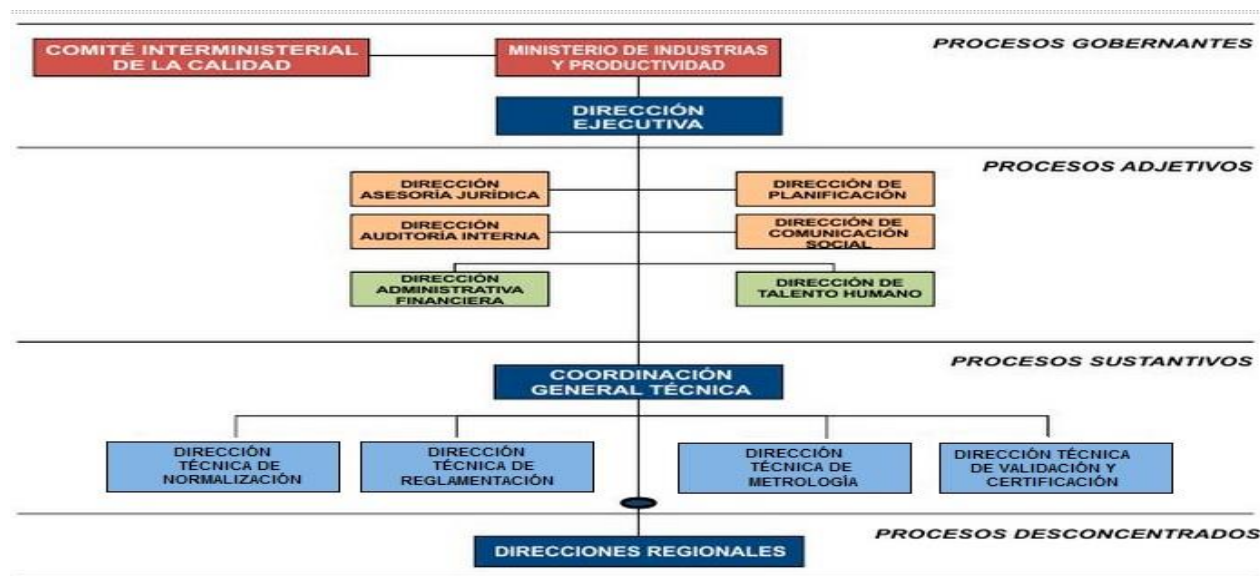 PROCESOS GOBERNANTES
COMITÉ INTERMINISTERIAL
DE LA CALIDAD
MINISTERIO DE INDUSTRIAS
Y PRODUCTIVIDAD
DIRECCIÓN
EJECUTIVA
PROCESOS ADJETIVOS
DIRECCIÓN
ASESORÍA JURÍDICA
DIRECCIÓN DE
PLANIFICACIÓN
DIRECCIÓN
AUDITORÍA INTERNA
DIRECCIÓN DE
COMUNICACIÓN
SOCIAL
DIRECCIÓN
ADMINISTRATIVA
FINANCIERA
DIRECCIÓN DE
TALENTO HUMANO
PROCESOS SUSTANTIVOS
COORDINACIÓN
GENERAL TÉCNICA
DIRECCIÓN
TÉCNICA DE
NORMALIZACIÓN
DIRECCIÓN
TÉCNICA DE
REGLAMENTACIÓN
DIRECCIÓN
TÉCNICA DE
METROLOGÍA
DIRECCIÓN TÉCNICA
DE VALIDACIÓN Y
CERTIFICACIÓN
PROCESOS DESCONCENTRADOS
DIRECCIONES REGIONALES